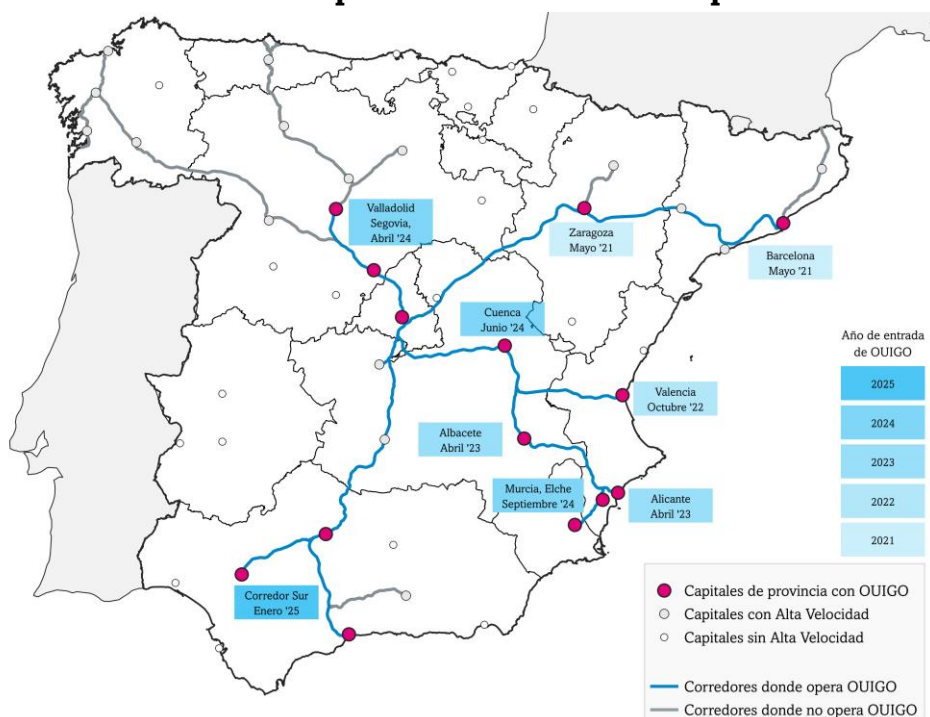 Valladolid
Segovia,
Abril '24
Zaragoza
Mayo '21
Barcelona
Mayo '21
Cuenca
Junio '24
Valencia
Octubre '22
Albacete
Abril '23
Murcia, Elche
Septiembre '24
Alicante
Abril '23
Corredor Sur
Enero '25
Año de entrada
de OUIGO
2025
2024
2023
2022
2021
Capitales de provincia con OUIGO
Capitales con Alta Velocidad
Capitales sin Alta Velocidad
Corredores donde opera OUIGO
Corredores donde no opera OUIGO